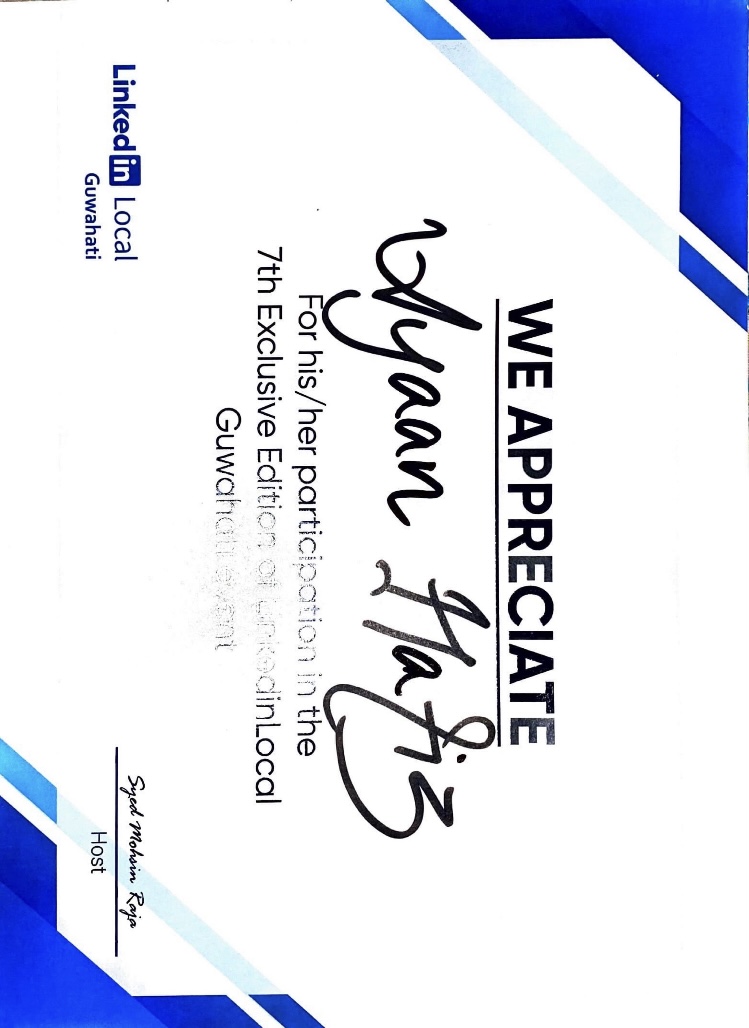 WE APPRECIATE
Ayaan Hafiz
For his/her participation in the
7th Exclusive Edition of LinkedinLocal
Guwahati event
Syed Mohsin Raja
Host
Linkedin Local
Guwahati